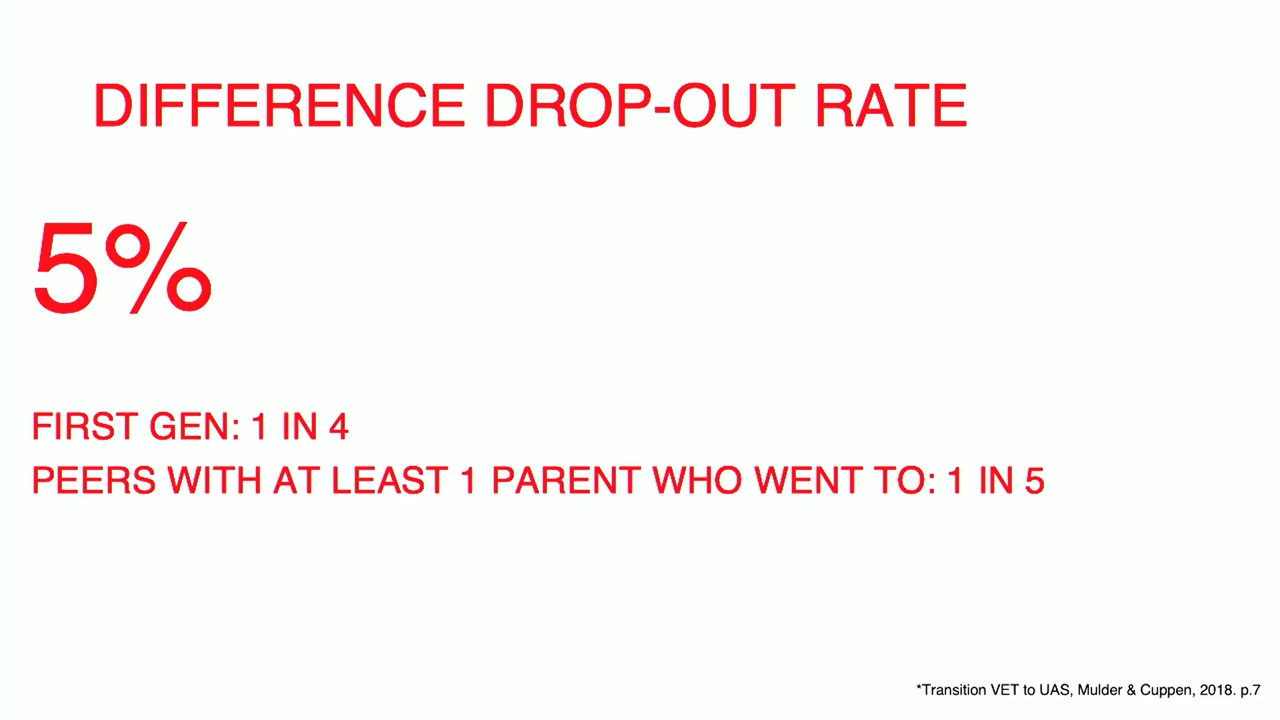 DIFFERENCE DROP-OUT RATE
5%
FIRST GEN: 1 IN 4
PEERS WITH AT LEAST 1 PARENT WHO WENT TO: 1 IN 5
*Transition VET to UAS, Mulder & Cuppen, 2018. p.7